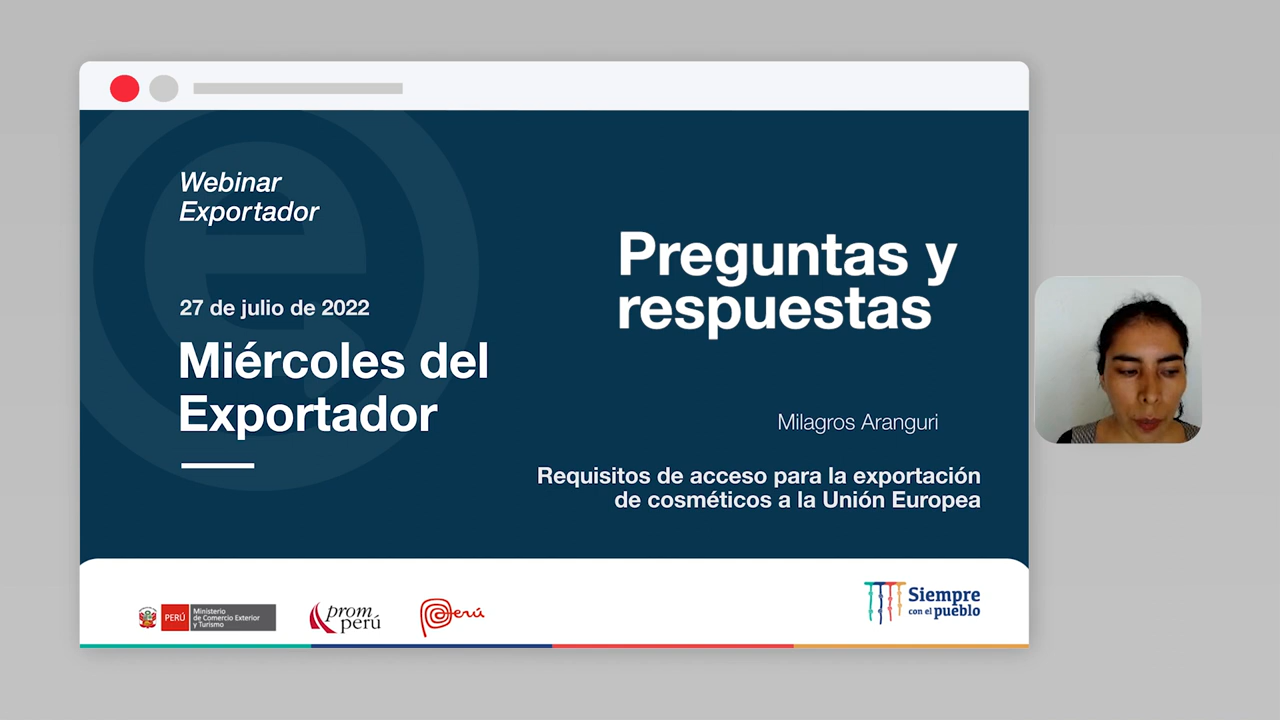 Webinar
Exportador
27 de julio de 2022
Miércoles del
Exportador
Preguntas y
respuestas
Milagros Aranguri
Requisitos de acceso para la exportación
de cosméticos a la Unión Europea
PERÚ
Ministerio
de Comercio Exterior
y Turismo
prom
perú
Perú
Siempre
con el pueblo